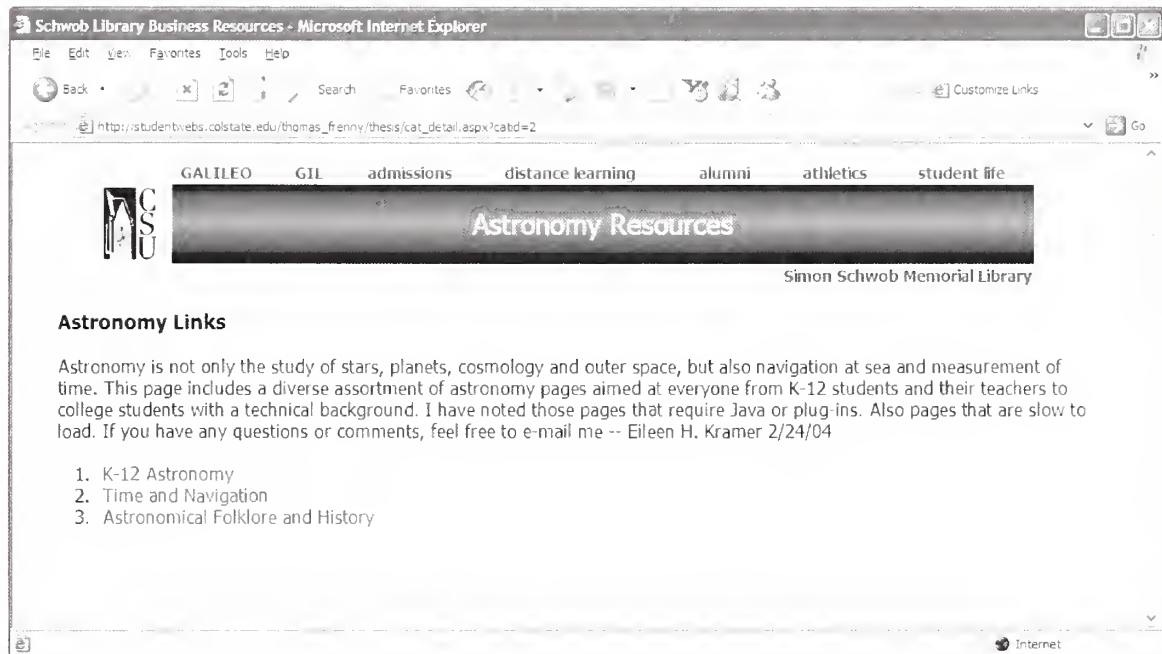 Schwob Library Business Resources - Microsoft Internet Explorer
File Edit View Favorites Tools Help
Back Search Favorites Customize Links
http://studentwebs.colstate.edu/thomas_frenny/thesis/cat_detail.aspx?catid=2 Go
GALILEO GIL admissions distance learning alumni athletics student life
CSU
Astronomy Resources
Simon Schwob Memorial Library
Astronomy Links
Astronomy is not only the study of stars, planets, cosmology and outer space, but also navigation at sea and measurement of
time. This page includes a diverse assortment of astronomy pages aimed at everyone from K-12 students and their teachers to
college students with a technical background. I have noted those pages that require Java or plug-ins. Also pages that are slow to
load. If you have any questions or comments, feel free to e-mail me -- Eileen H. Kramer 2/24/04
1. K-12 Astronomy
2. Time and Navigation
3. Astronomical Folklore and History
Internet